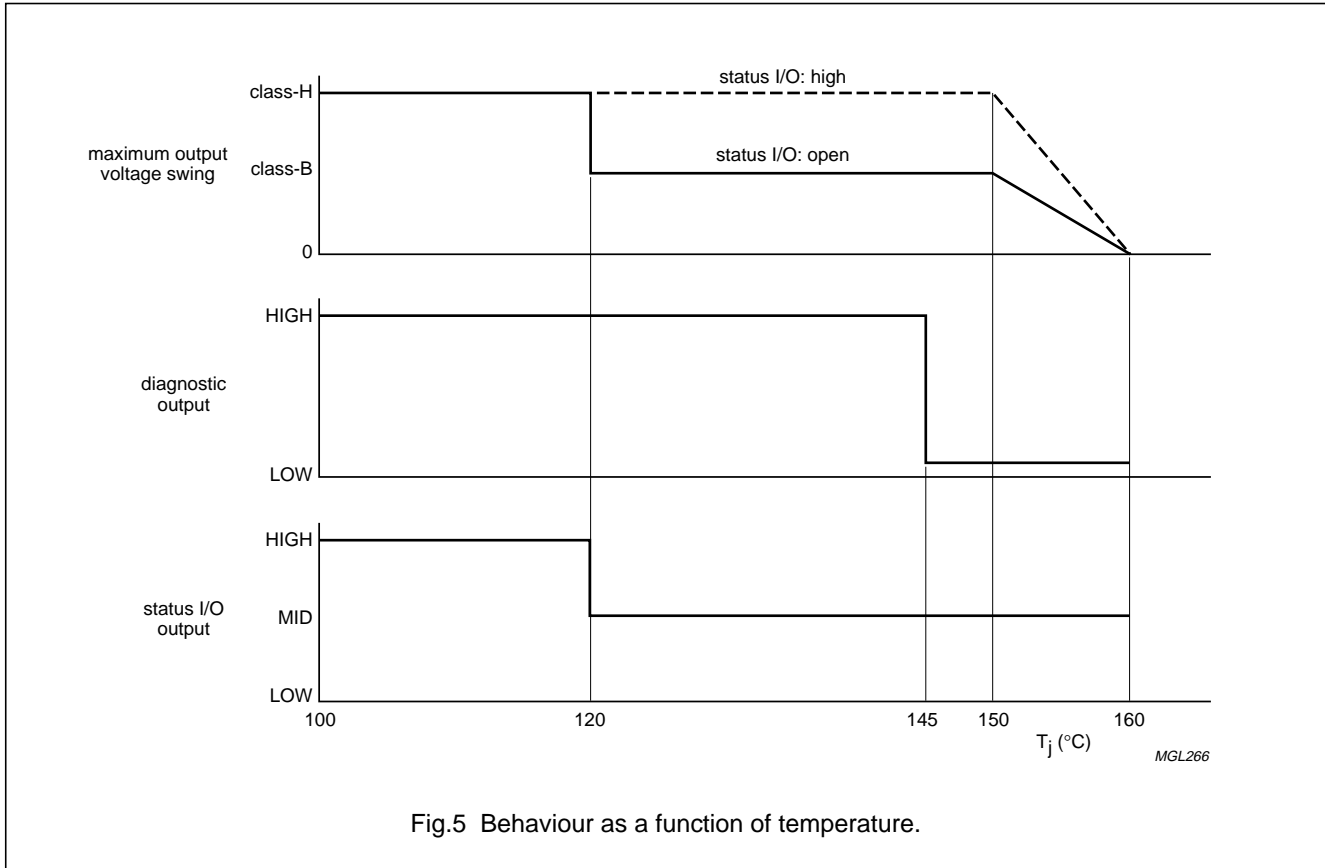 class-H
status I/O: high
maximum output
voltage swing
class-B
status I/O: open
0
HIGH
diagnostic
output
LOW
HIGH
status I/O
output
MID
LOW
100
120
145
150
160
Tj (°C)
MGL266
Fig.5 Behaviour as a function of temperature.